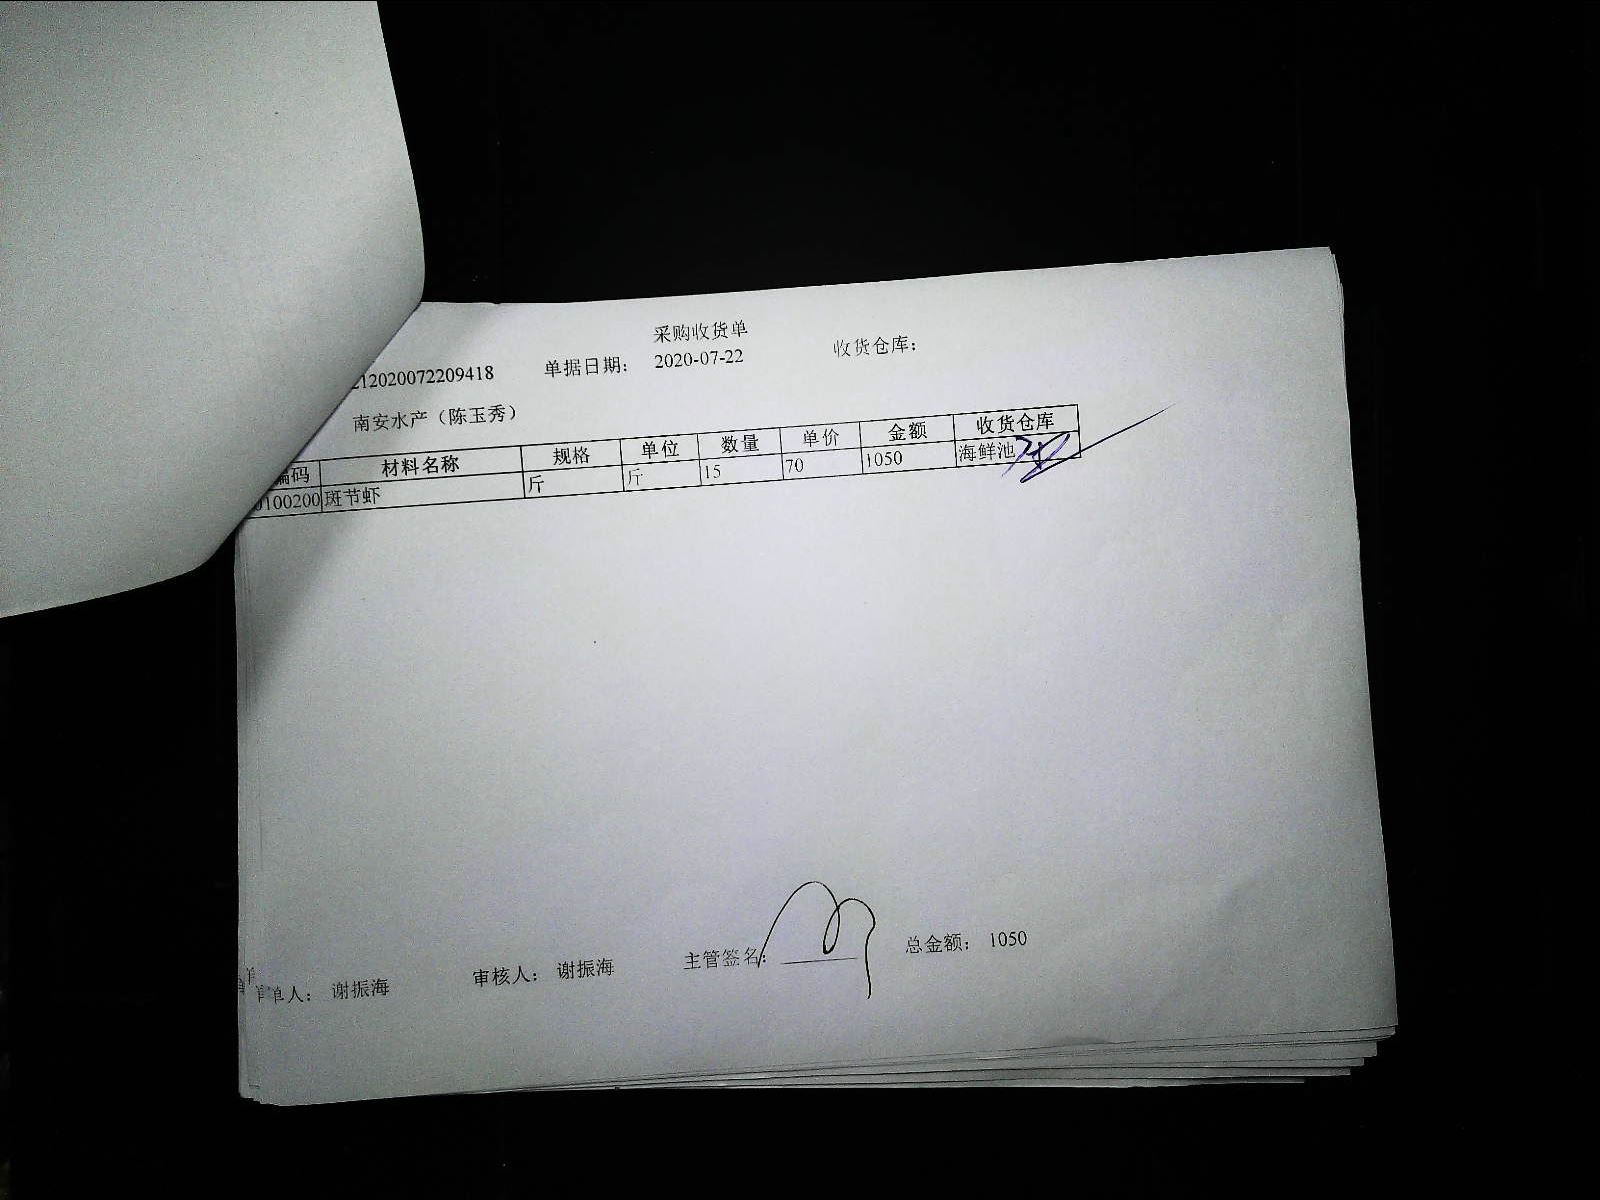 采购收货单
212020072209418 单据日期： 2020-07-22 收货仓库：
南安水产（陈玉秀）
编码 材料名称 规格 单位 数量 单价 金额 收货仓库
0100200 斑节虾 斤 斤 15 70 1050 海鲜池
单人： 谢振海 审核人： 谢振海 主管签名： 总金额： 1050